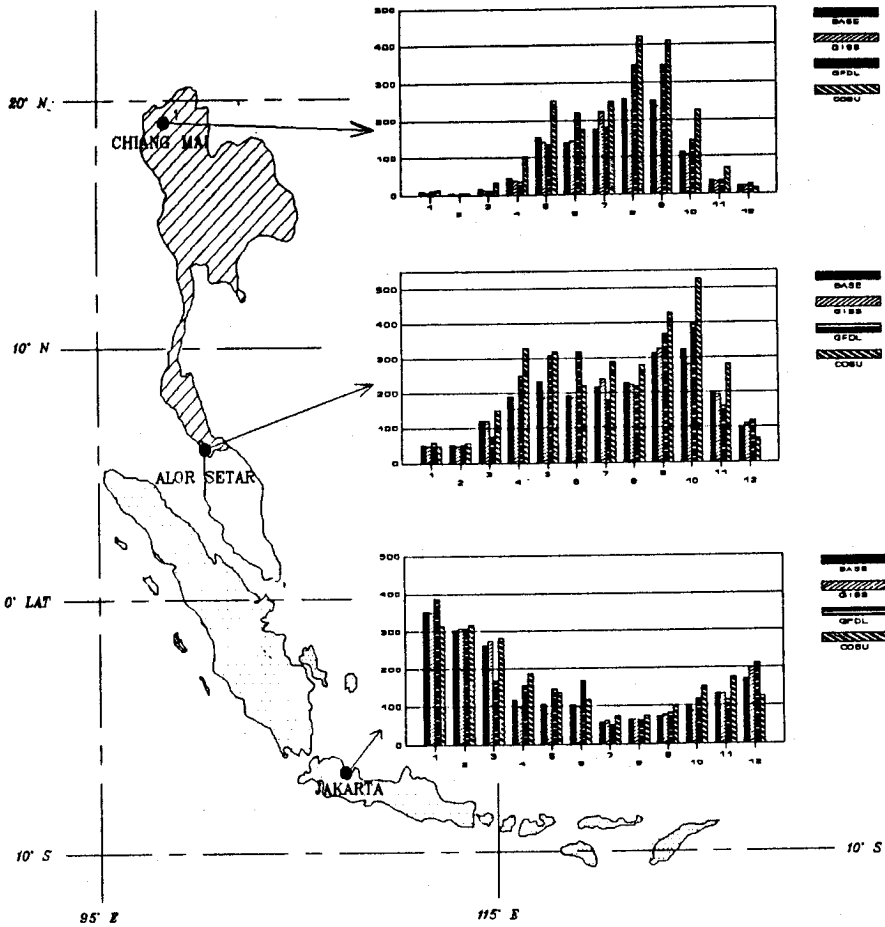 20° N
CHIANG MAI
10° N
ALOR SETAR
0° LAT
JAKARTA
10° S
10° S
95° E
115° E
500
400
300
200
100
0
1 2 3 4 5 6 7 8 9 10 11 12
BASE
GISS
GFDL
OOSU
500
400
300
200
100
0
1 2 3 4 5 6 7 8 9 10 11 12
BASE
GISS
GFDL
OOSU
500
400
300
200
100
0
1 2 3 4 5 6 7 8 9 10 11 12
BASE
GISS
GFDL
OOSU